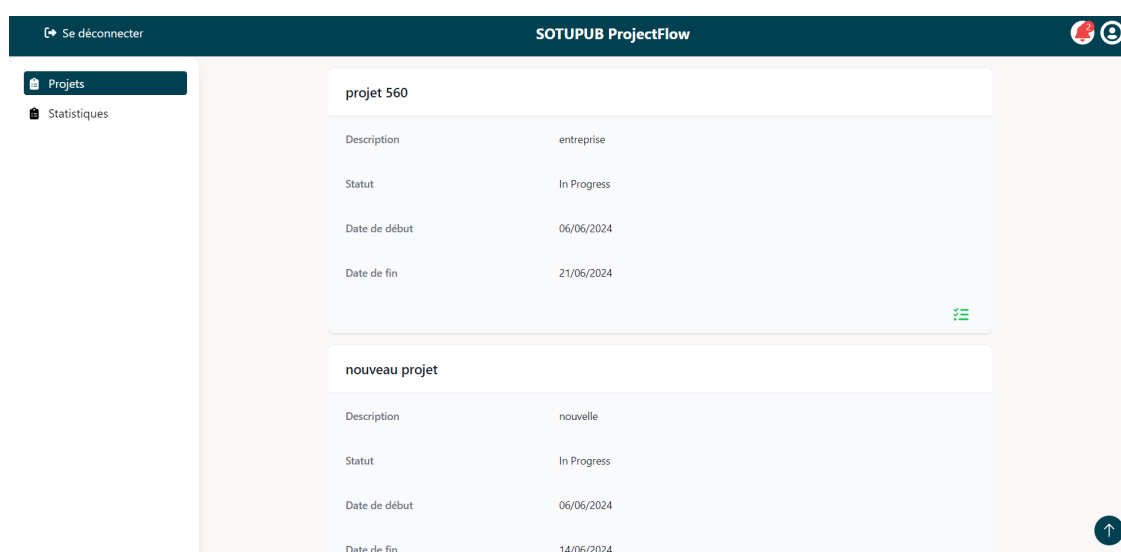 Se déconnecter
SOTUPUB ProjectFlow
2
Projets
Statistiques
projet 560
Description entreprise
Statut In Progress
Date de début 06/06/2024
Date de fin 21/06/2024
nouveau projet
Description nouvelle
Statut In Progress
Date de début 06/06/2024
Date de fin 14/06/2024